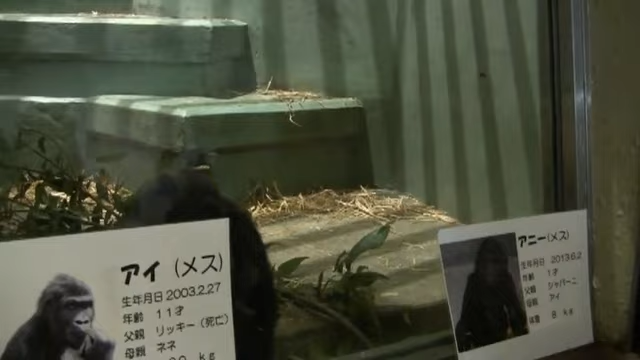 アイ（メス）
生年月日 2003.2.27
年齢 11才
父親 リッキー（死亡）
母親 ネネ
kg
アニー（メス）
生年月日 2013.6.2
年齢 1才
父親 シャバーニ
母親 アイ
体重 8 kg